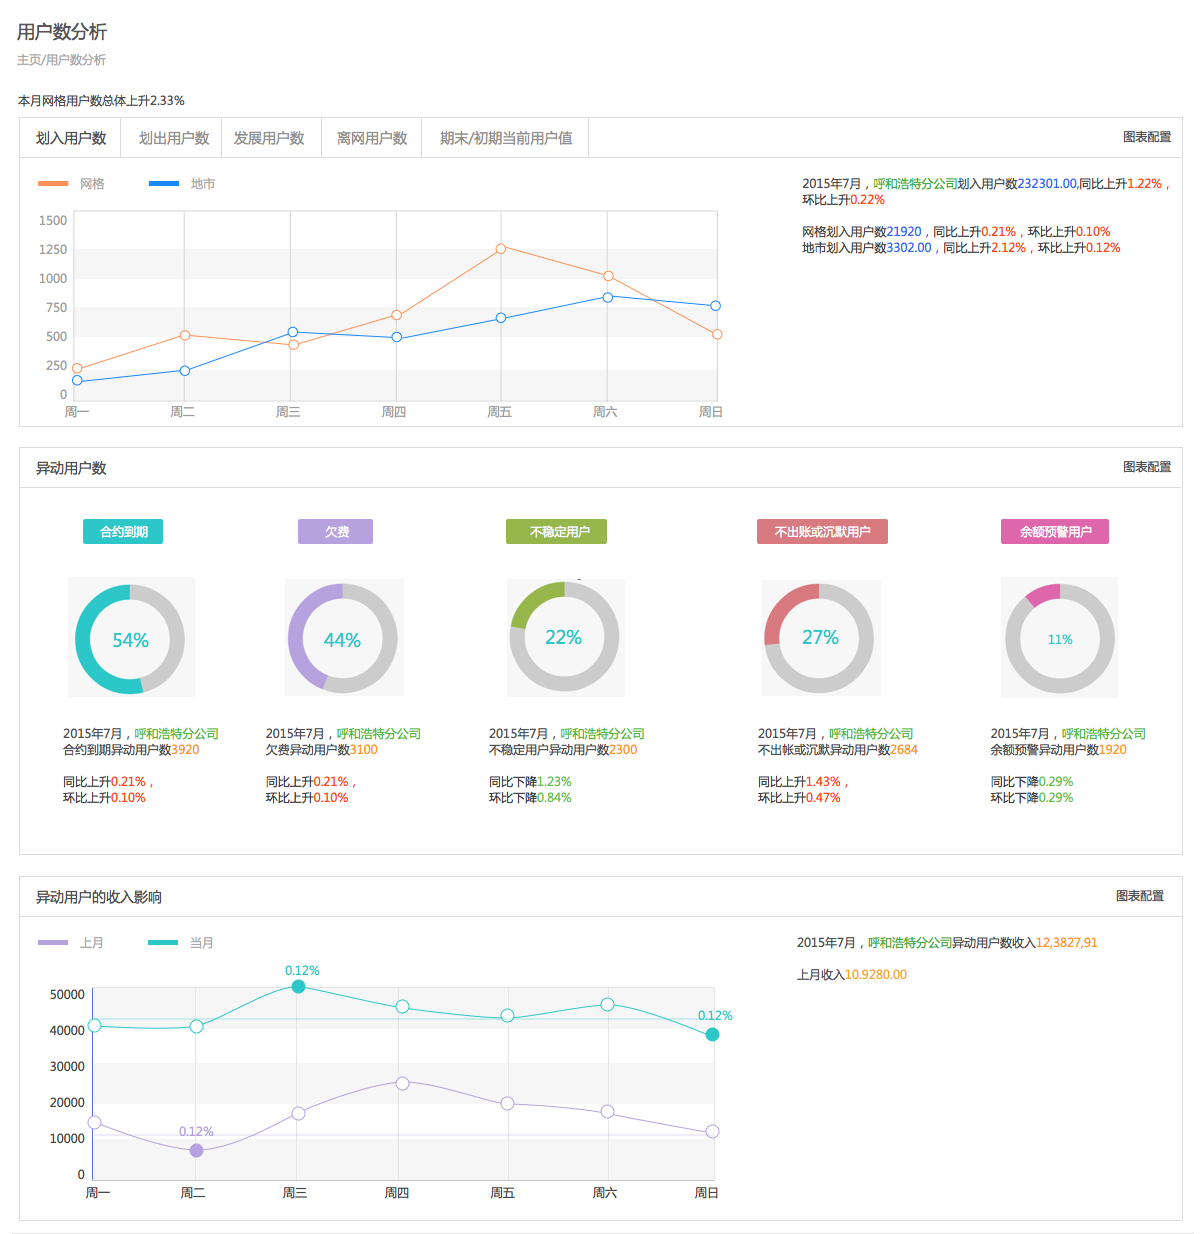 用户数分析
主页/用户数分析
本月网格用户数总体上升2.33%
划入用户数
划出用户数
发展用户数
离网用户数
期末/初期当前用户值
图表配置
网格
地市
1500
1250
1000
750
500
250
0
周一
周二
周三
周四
周五
周六
周日
2015年7月，呼和浩特分公司划入用户数232301.00,同比上升1.22%，
环比上升0.22%
网格划入用户数21920，同比上升0.21%，环比上升0.10%
地市划入用户数3302.00，同比上升2.12%，环比上升0.12%
异动用户数
图表配置
合约到期
欠费
不稳定用户
不出账或沉默用户
余额预警用户
54%
44%
22%
27%
11%
2015年7月，呼和浩特分公司
合约到期异动用户数3920
同比上升0.21%，
环比上升0.10%
2015年7月，呼和浩特分公司
欠费异动用户数3100
同比上升0.21%，
环比上升0.10%
2015年7月，呼和浩特分公司
不稳定用户异动用户数2300
同比下降1.23%
环比下降0.84%
2015年7月，呼和浩特分公司
不出帐或沉默异动用户数2684
同比上升1.43%，
环比上升0.47%
2015年7月，呼和浩特分公司
余额预警异动用户数1920
同比下降0.29%
环比下降0.29%
异动用户的收入影响
图表配置
上月
当月
0.12%
0.12%
0.12%
50000
40000
30000
20000
10000
0
周一
周二
周三
周四
周五
周六
周日
2015年7月，呼和浩特分公司异动用户数收入12,3827,91
上月收入10.9280.00